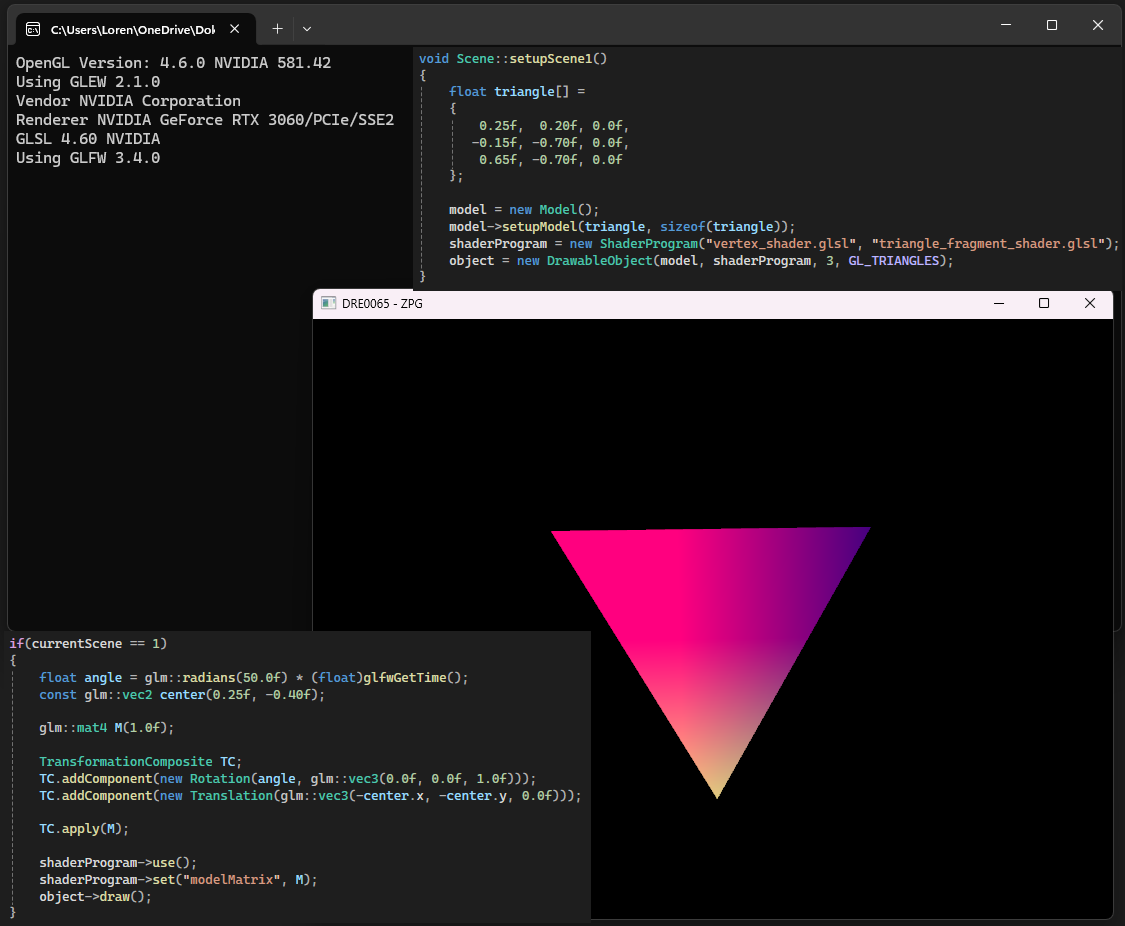 C:\Users\Loren\OneDrive\Dol
OpenGL Version: 4.6.0 NVIDIA 581.42
Using GLEW 2.1.0
Vendor NVIDIA Corporation
Renderer NVIDIA GeForce RTX 3060/PCIe/SSE2
GLSL 4.60 NVIDIA
Using GLFW 3.4.0
void Scene::setupScene1()
{
    float triangle[] =
    {
        0.25f,  0.20f, 0.0f,
       -0.15f, -0.70f, 0.0f,
        0.65f, -0.70f, 0.0f
    };
    model = new Model();
    model->setupModel(triangle, sizeof(triangle));
    shaderProgram = new ShaderProgram("vertex_shader.glsl", "triangle_fragment_shader.glsl");
    object = new DrawableObject(model, shaderProgram, 3, GL_TRIANGLES);
}
DRE0065 - ZPG
if(currentScene == 1)
{
    float angle = glm::radians(50.0f) * (float)glfwGetTime();
    const glm::vec2 center(0.25f, -0.40f);
    glm::mat4 M(1.0f);
    TransformationComposite TC;
    TC.addComponent(new Rotation(angle, glm::vec3(0.0f, 0.0f, 1.0f)));
    TC.addComponent(new Translation(glm::vec3(-center.x, -center.y, 0.0f)));
    TC.apply(M);
    shaderProgram->use();
    shaderProgram->set("modelMatrix", M);
    object->draw();
}